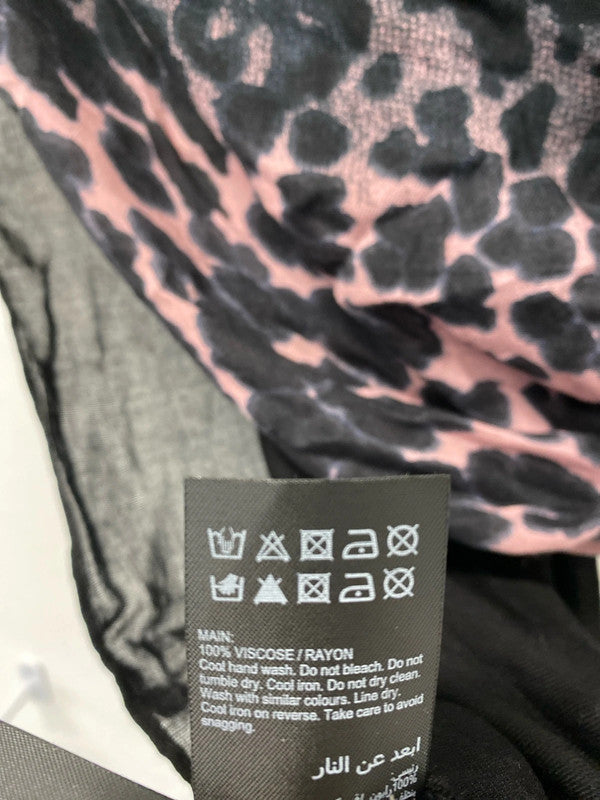 MAIN:
100% VISCOSE / RAYON
Cool hand wash. Do not bleach. Do not
tumble dry. Cool iron. Do not dry clean.
Wash with similar colours. Line dry.
Cool iron on reverse. Take care to avoid
snagging.
ابعد عن النار
رئيسي:
100%